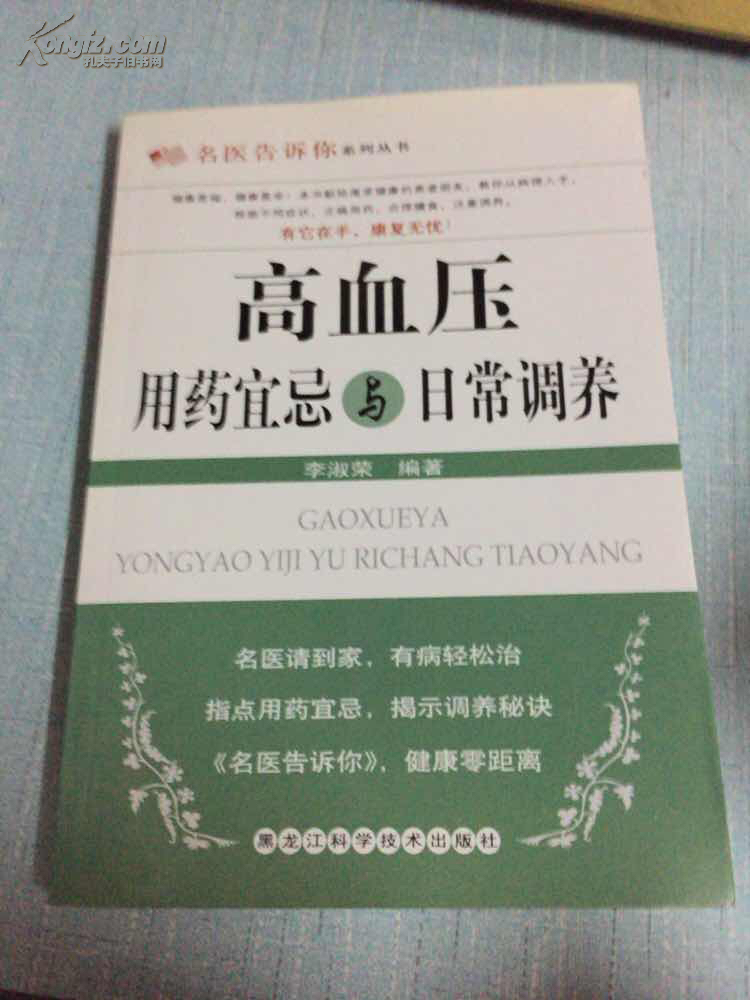 Kongfz.com
孔夫子旧书网
名医告诉你系列丛书
有它在手，康复无忧！
高血压
用药宜忌与日常调养
李淑荣 编著
GAOXUEYA
YONGYAO YIJI YU RICHANG TIAOYANG
名医请到家，有病轻松治
指点用药宜忌，揭示调养秘诀
《名医告诉你》，健康零距离
黑龙江科学技术出版社